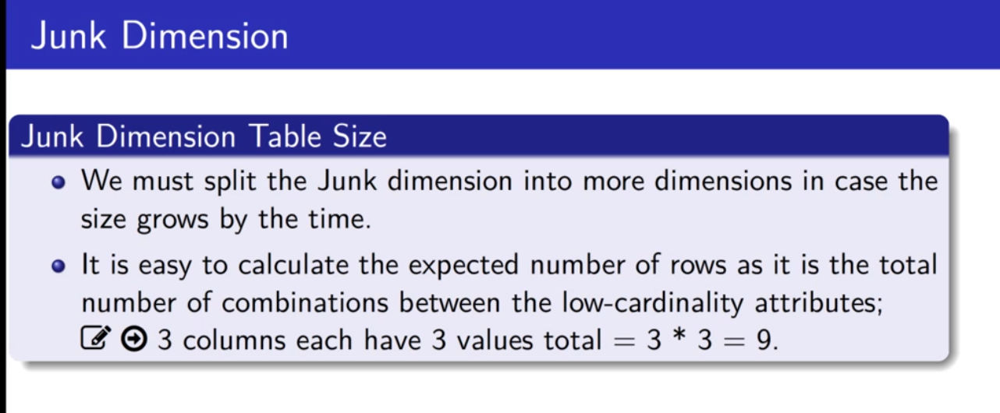 Junk Dimension
Junk Dimension Table Size
We must split the Junk dimension into more dimensions in case the
size grows by the time.
It is easy to calculate the expected number of rows as it is the total
number of combinations between the low-cardinality attributes;
3 columns each have 3 values total = 3 * 3 = 9.